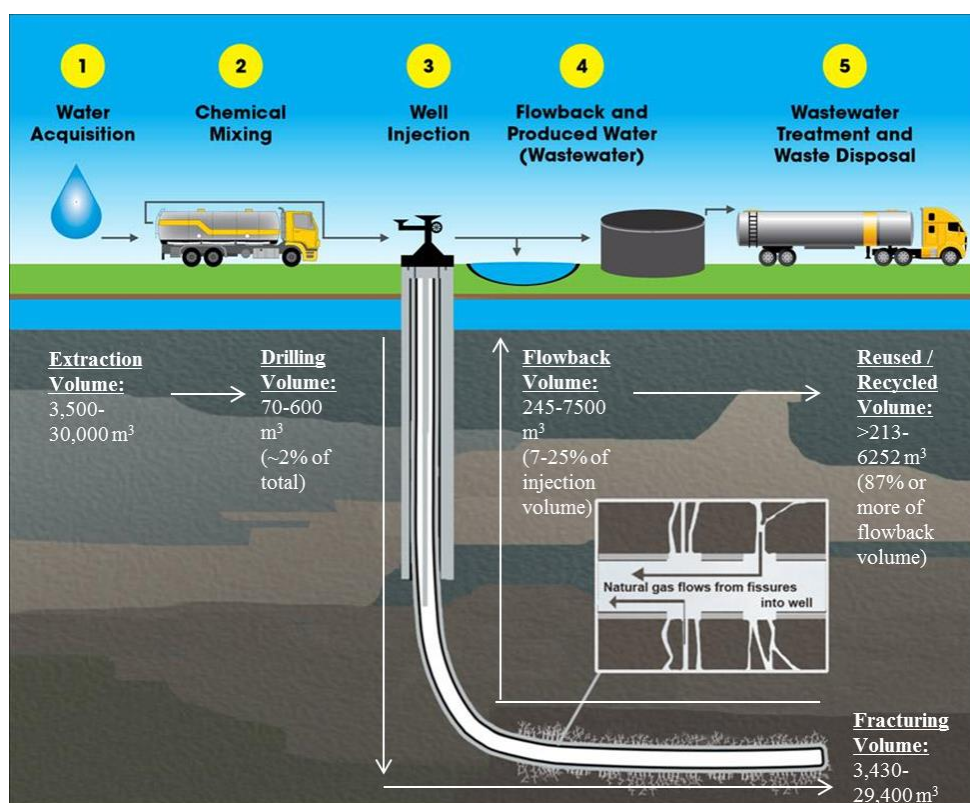 1
Water
Acquisition
2
Chemical
Mixing
3
Well
Injection
4
Flowback and
Produced Water
(Wastewater)
5
Wastewater
Treatment and
Waste Disposal
Extraction
Volume:
3,500-
30,000 m³
Drilling
Volume:
70-600
m³
(~2% of
total)
Flowback
Volume:
245-7500
m³
(7-25% of
injection
volume)
Reused /
Recycled
Volume:
>213-
6252 m³
(87% or
more of
flowback
volume)
Natural gas flows from fissures
into well
Fracturing
Volume:
3,430-
29,400 m³